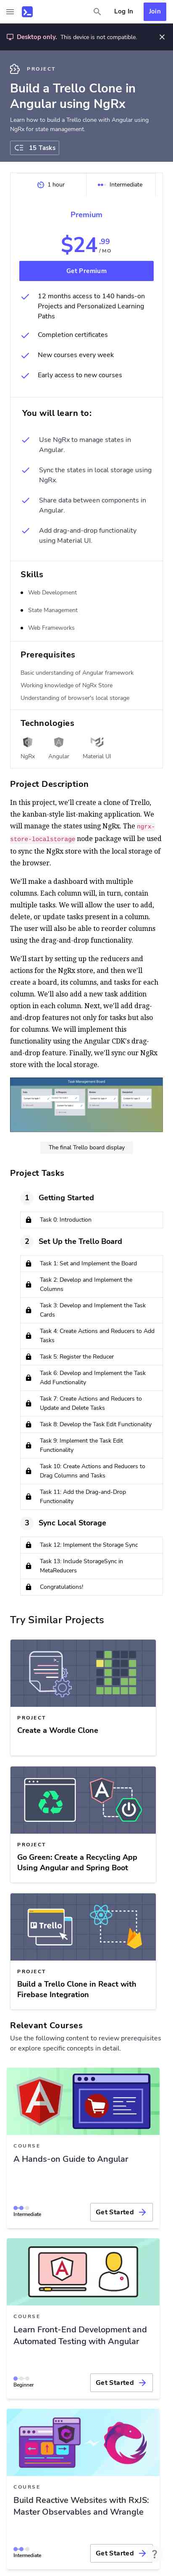 Log In
Join
Desktop only. This device is not compatible.
PROJECT
Build a Trello Clone in
Angular using NgRx
Learn how to build a Trello clone with Angular using
NgRx for state management.
15 Tasks
1 hour
Intermediate
Premium
$24.99
/ MO
Get Premium
12 months access to 140 hands-on
Projects and Personalized Learning
Paths
Completion certificates
New courses every week
Early access to new courses
You will learn to:
Use NgRx to manage states in
Angular.
Sync the states in local storage using
NgRx.
Share data between components in
Angular.
Add drag-and-drop functionality
using Material UI.
Skills
Web Development
State Management
Web Frameworks
Prerequisites
Basic understanding of Angular framework
Working knowledge of NgRx Store
Understanding of browser's local storage
Technologies
NgRx
Angular
Material UI
Project Description
In this project, we'll create a clone of Trello,
the kanban-style list-making application. We
will manage the states using NgRx. The ngrx-
store-localstorage node package will be used
to sync the NgRx store with the local storage of
the browser.
We'll make a dashboard with multiple
columns. Each column will, in turn, contain
multiple tasks. We will allow the user to add,
delete, or update tasks present in a column.
The user will also be able to reorder columns
using the drag-and-drop functionality.
We'll start by setting up the reducers and
actions for the NgRx store, and then we'll
create a board, its columns, and tasks for each
column. We'll also add a new task addition
option in each column. Next, we'll add drag-
and-drop features not only for tasks but also
for columns. We will implement this
functionality using the Angular CDK's drag-
and-drop feature. Finally, we'll sync our NgRx
store with the local storage.
Task Management Board
The final Trello board display
Project Tasks
1 Getting Started
Task 0: Introduction
2 Set Up the Trello Board
Task 1: Set and Implement the Board
Task 2: Develop and Implement the
Columns
Task 3: Develop and Implement the Task
Cards
Task 4: Create Actions and Reducers to Add
Tasks
Task 5: Register the Reducer
Task 6: Develop and Implement the Task
Add Functionality
Task 7: Create Actions and Reducers to
Update and Delete Tasks
Task 8: Develop the Task Edit Functionality
Task 9: Implement the Task Edit
Functionality
Task 10: Create Actions and Reducers to
Drag Columns and Tasks
Task 11: Add the Drag-and-Drop
Functionality
3 Sync Local Storage
Task 12: Implement the Storage Sync
Task 13: Include StorageSync in
MetaReducers
Congratulations!
Try Similar Projects
PROJECT
Create a Wordle Clone
PROJECT
Go Green: Create a Recycling App
Using Angular and Spring Boot
Trello
PROJECT
Build a Trello Clone in React with
Firebase Integration
Relevant Courses
Use the following content to review prerequisites
or explore specific concepts in detail.
COURSE
A Hands-on Guide to Angular
Intermediate
Get Started
COURSE
Learn Front-End Development and
Automated Testing with Angular
Beginner
Get Started
COURSE
Build Reactive Websites with RxJS:
Master Observables and Wrangle
Intermediate
Get Started
?